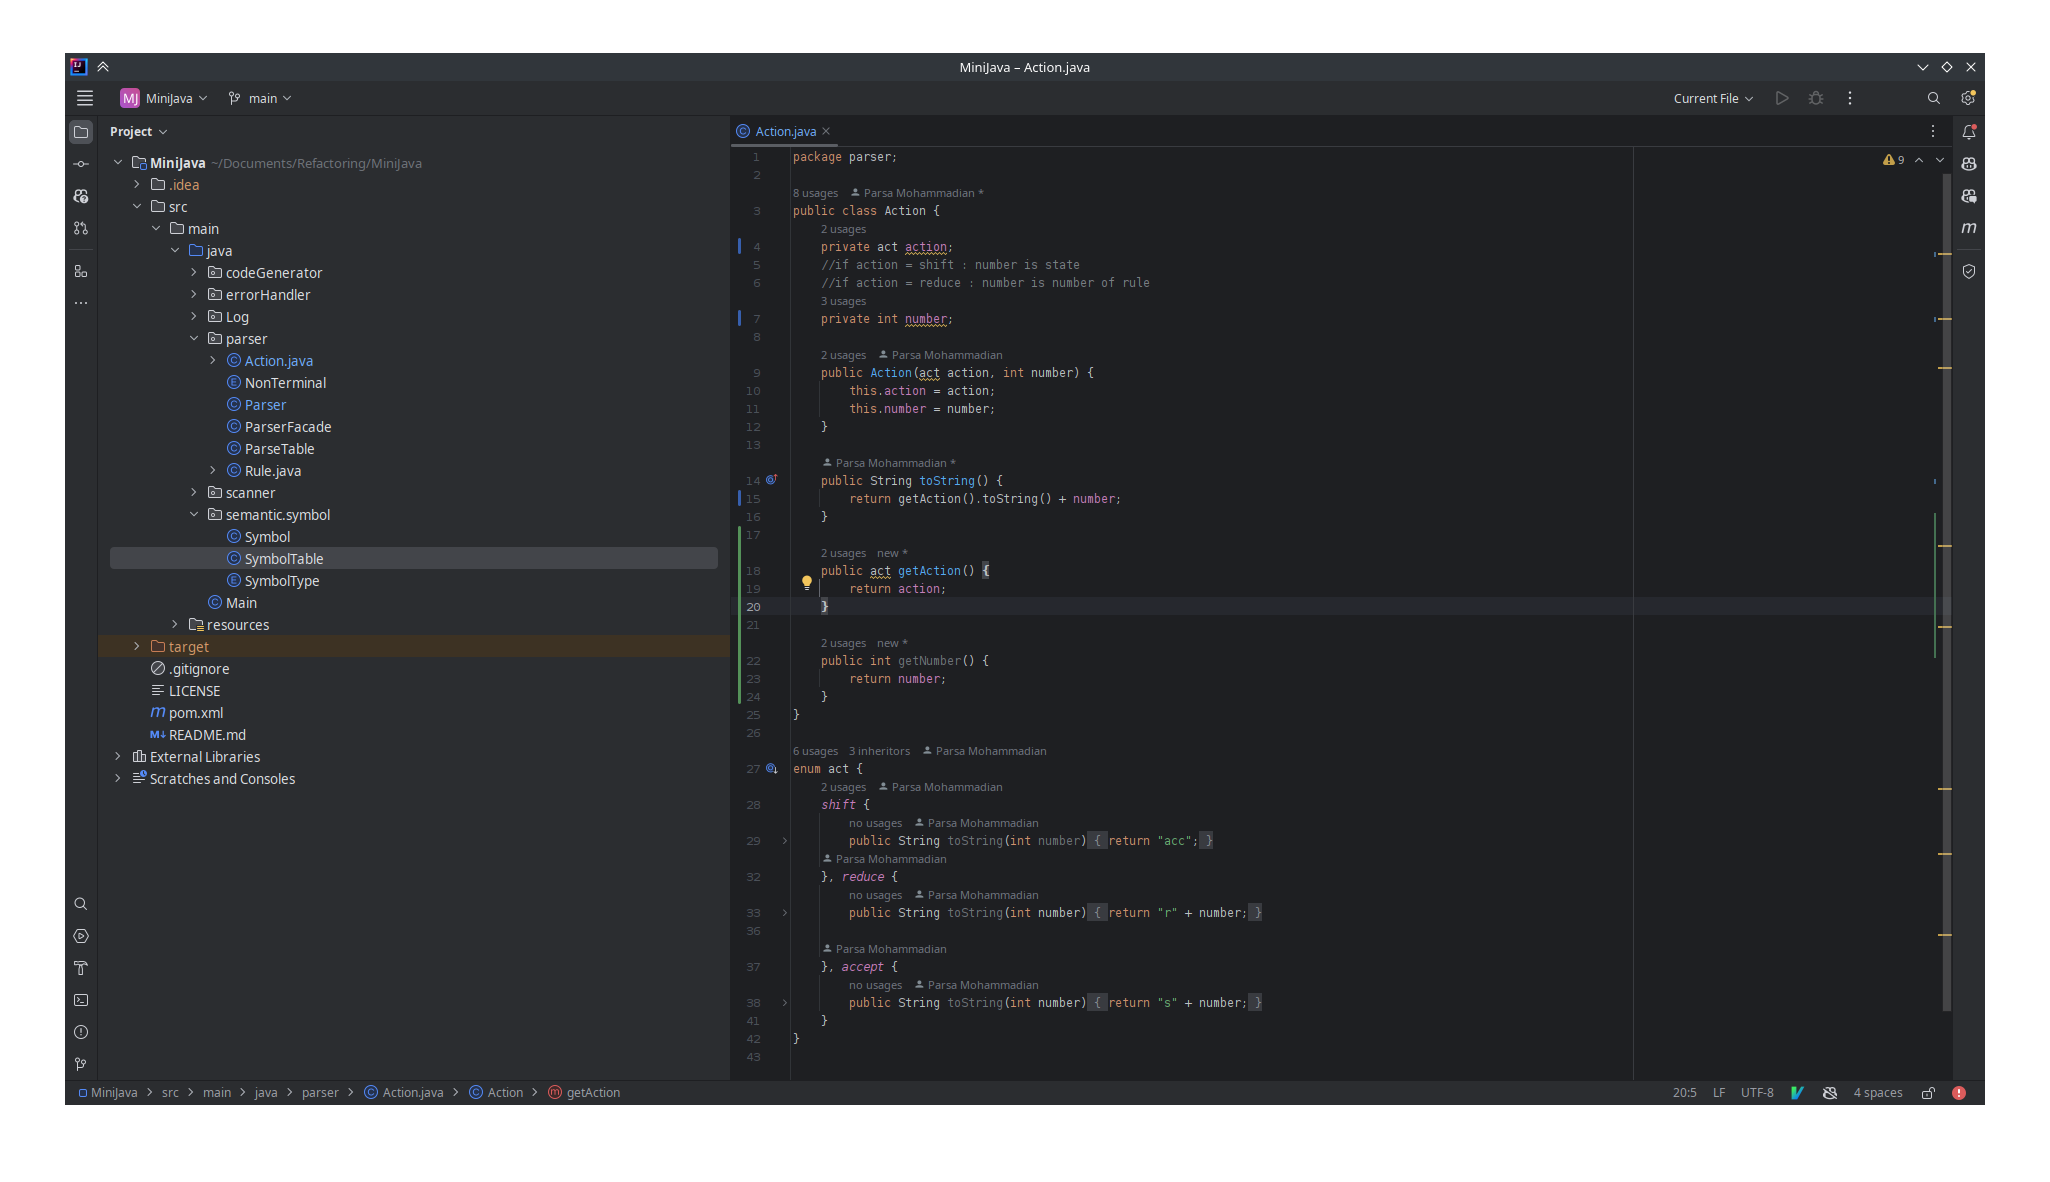 MiniJava – Action.java
MJ MiniJava main Current File
Project
Action.java
MiniJava ~/Documents/Refactoring/MiniJava
.idea
src
main
java
codeGenerator
errorHandler
Log
parser
Action.java
NonTerminal
Parser
ParserFacade
ParseTable
Rule.java
scanner
semantic.symbol
Symbol
SymbolTable
SymbolType
Main
resources
target
.gitignore
LICENSE
pom.xml
README.md
External Libraries
Scratches and Consoles
9
1 package parser;
2
8 usages Parsa Mohammadian *
3 public class Action {
2 usages
4 private act action;
5 //if action = shift : number is state
6 //if action = reduce : number is number of rule
3 usages
7 private int number;
8
2 usages Parsa Mohammadian
9 public Action(act action, int number) {
10 this.action = action;
11 this.number = number;
12 }
13
Parsa Mohammadian *
14 public String toString() {
15 return getAction().toString() + number;
16 }
17
2 usages new *
18 public act getAction() {
19 return action;
20 }
21
2 usages new *
22 public int getNumber() {
23 return number;
24 }
25 }
26
6 usages 3 inheritors Parsa Mohammadian
27 enum act {
2 usages Parsa Mohammadian
28 shift {
no usages Parsa Mohammadian
29 public String toString(int number) { return "acc"; }
Parsa Mohammadian
32 }, reduce {
no usages Parsa Mohammadian
33 public String toString(int number) { return "r" + number; }
36
Parsa Mohammadian
37 }, accept {
no usages Parsa Mohammadian
38 public String toString(int number) { return "s" + number; }
41 }
42 }
43
MiniJava > src > main > java > parser > Action.java > Action > getAction
20:5 LF UTF-8 4 spaces